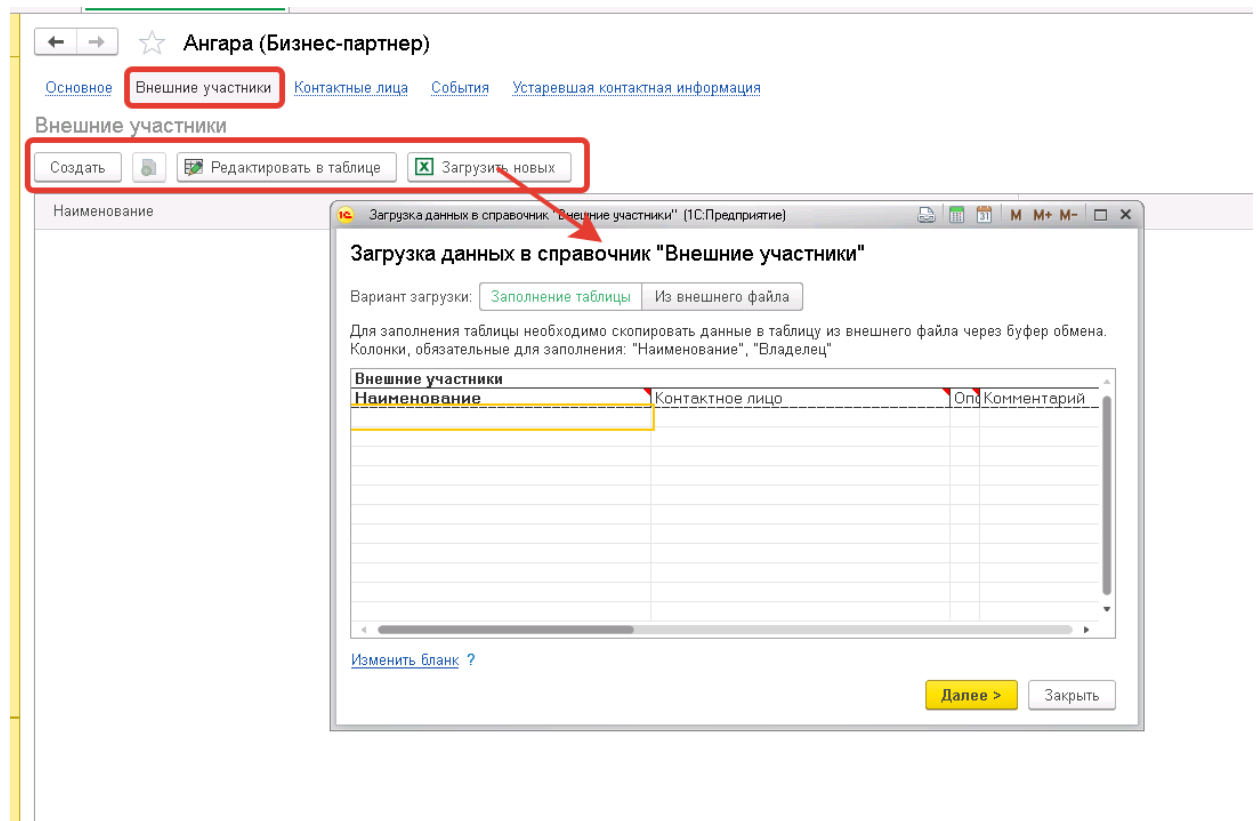 Ангара (Бизнес-партнер)
Основное Внешние участники Контактные лица События Устаревшая контактная информация
Внешние участники
Создать Редактировать в таблице Загрузить новых
Наименование
1С Загрузка данных в справочник "Внешние участники" (1С:Предприятие) 31 M M+ M-
Загрузка данных в справочник "Внешние участники"
Вариант загрузки: Заполнение таблицы Из внешнего файла
Для заполнения таблицы необходимо скопировать данные в таблицу из внешнего файла через буфер обмена.
Колонки, обязательные для заполнения: "Наименование", "Владелец"
Внешние участники
Наименование Контактное лицо Опс Комментарий
Изменить бланк ?
Далее > Закрыть